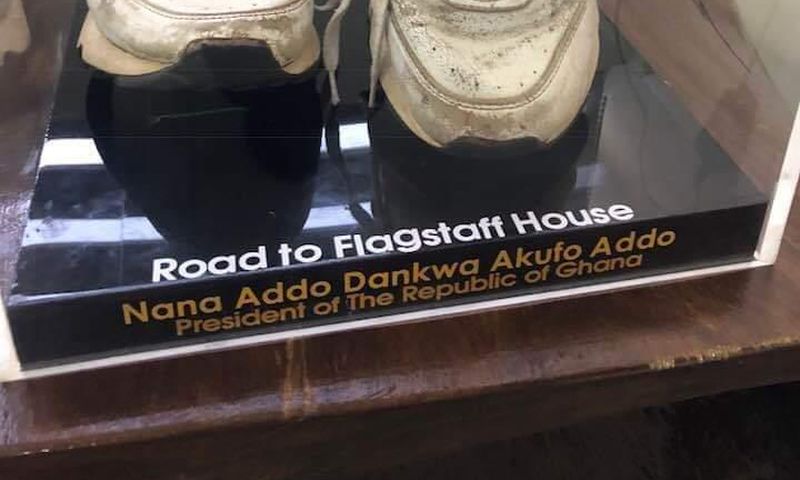 Road to Flagstaff House
Nana Addo Dankwa Akufo Addo
President of The Republic of Ghana